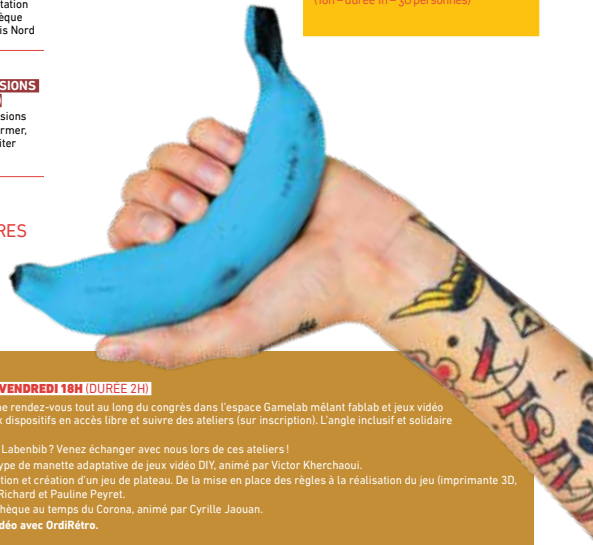 tation
èque
is Nord
SIONS
)
sions
rmer,
iter
RES
(18h – durée 1h – 30 personnes)
VENDREDI 18H (DURÉE 2H)
ne rendez-vous tout au long du congrès dans l'espace Gamelab mêlant fablab et jeux vidéo
x dispositifs en accès libre et suivre des ateliers (sur inscription). L'angle inclusif et solidaire
Labenbib ? Venez échanger avec nous lors de ces ateliers !
ype de manette adaptative de jeux vidéo DIY, animé par Victor Kherchaoui.
tion et création d'un jeu de plateau. De la mise en place des règles à la réalisation du jeu (imprimante 3D,
Richard et Pauline Peyret.
thèque au temps du Corona, animé par Cyrille Jaouan.
déo avec OrdiRétro.